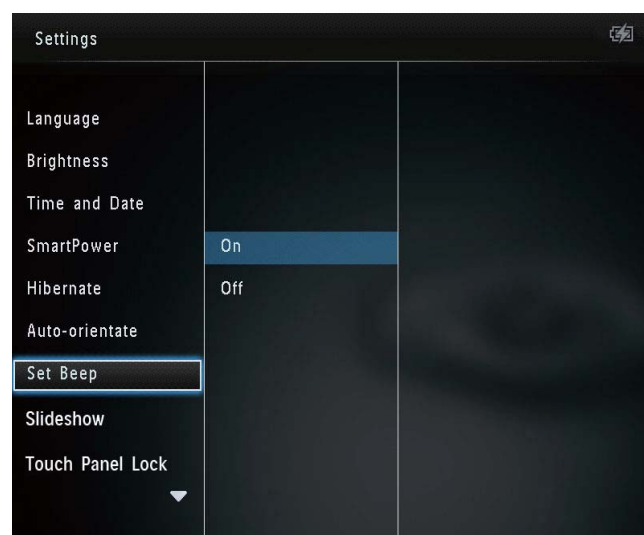 Settings
Language
Brightness
Time and Date
SmartPower
On
Hibernate
Off
Auto-orientate
Set Beep
Slideshow
Touch Panel Lock